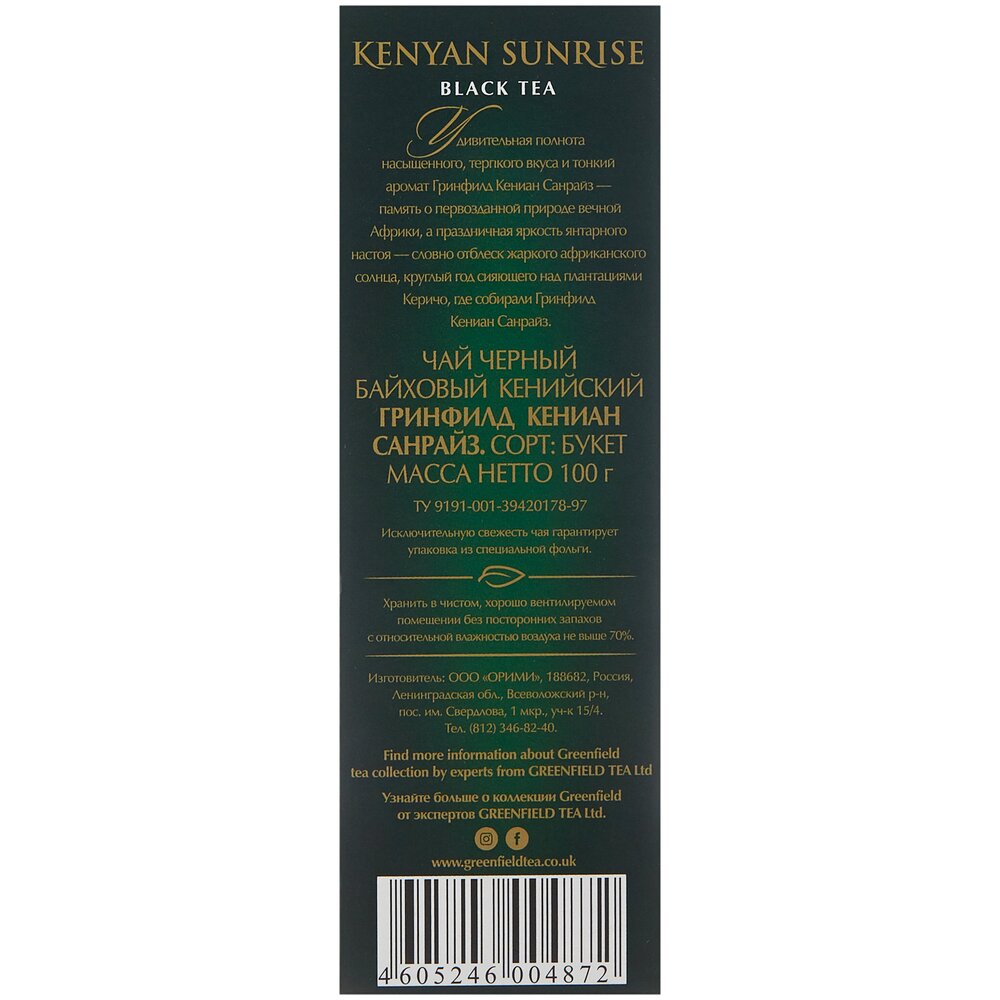 KENYAN SUNRISE
BLACK TEA
Удивительная полнота
насыщенного, терпкого вкуса и тонкий
аромат Гринфилд Кениан Санрайз —
память о первозданной природе вечной
Африки, а праздничная яркость янтарного
настоя — словно отблеск жаркого африканского
солнца, круглый год сияющего над плантациями
Керичо, где собирали Гринфилд
Кениан Санрайз.
ЧАЙ ЧЕРНЫЙ
БАЙХОВЫЙ КЕНИЙСКИЙ
ГРИНФИЛД КЕНИАН
САНРАЙЗ. СОРТ: БУКЕТ
МАССА НЕТТО 100 г
ТУ 9191-001-39420178-97
Исключительную свежесть чая гарантирует
упаковка из специальной фольги.
Хранить в чистом, хорошо вентилируемом
помещении без посторонних запахов
с относительной влажностью воздуха не выше 70%.
Изготовитель: ООО «ОРИМИ», 188682, Россия,
Ленинградская обл., Всеволожский р-н,
пос. им. Свердлова, 1 мкр., уч-к 15/4.
Тел. (812) 346-82-40.
Find more information about Greenfield
tea collection by experts from GREENFIELD TEA Ltd
Узнайте больше о коллекции Greenfield
от экспертов GREENFIELD TEA Ltd.
www.greenfieldtea.co.uk
4 605246 004872